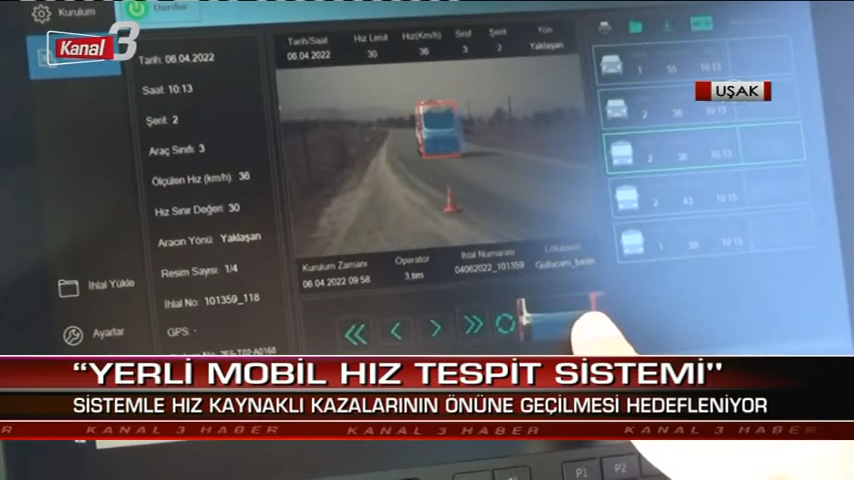 Kurulum
Durdur
Kanal 3
UŞAK
Tarih: 06.04.2022
Saat: 10:13
Şerit: 2
Araç Sınıfı: 3
Ölçülen Hız (km/h): 36
Hız Sınır Değeri: 30
Aracın Yönü Yaklaşan
Resim Sayısı: 1/4
İhlal No: 101359_118
GPS: -
İhlal Yükle
Ayarlar
Tarih/Saat Hız Limit Hız(Km/h) Sınıf Şerit Yön
06.04.2022 30 36 3 2 Yaklaşan
1 55 10:13
2 36 10:13
2 36 10:13
2 43
1 10:15
Kurulum Zamanı Operator İhlal Numarası
06.04.2022 09:58 04062022_101359
"YERLİ MOBİL HIZ TESPİT SİSTEMİ"
SİSTEMLE HIZ KAYNAKLI KAZALARININ ÖNÜNE GEÇİLMESİ HEDEFLENİYOR
KANAL 3 HABER KANAL 3 HABER KANAL 3 HABER
P1 P2